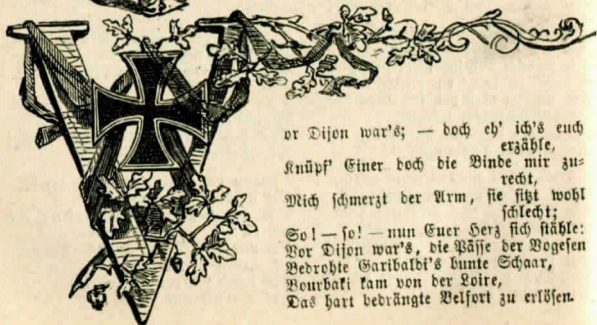 Vor Dijon war's; — doch eh' ich's euch
erzähle,
Knüpf' Einer doch die Binde mir zu-
recht,
Mich schmerzt der Arm, sie sitzt wohl
schlecht;
So! — so! — nun Euer Herz sich stähle:
Vor Dijon war's, die Pässe der Vogesen
Bedrohte Garibaldi's bunte Schaar,
Bourbaki kam von der Loire,
Das hart bedrängte Belfort zu erlösen.